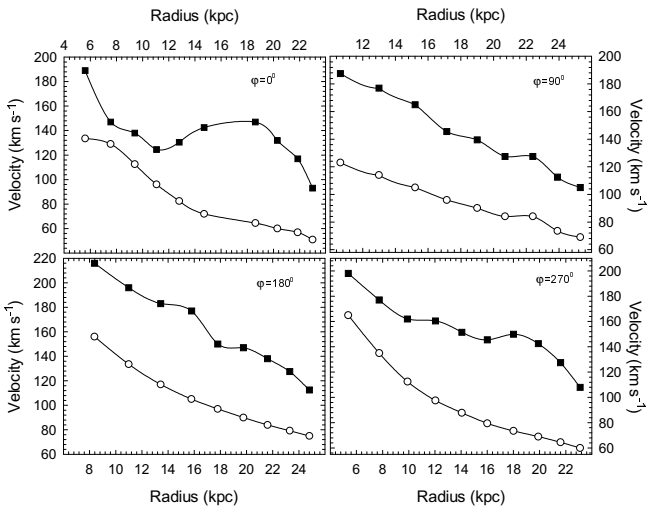 Radius (kpc) Radius (kpc)
4 6 8 10 12 14 16 18 20 22 12 14 16 18 20 22 24
200 200
180 180
160 160
140 140
120 120
100 100
80 80
60 60
Velocity (km s⁻¹) Velocity (km s⁻¹)
φ=0⁰ φ=90⁰
220
200 200
180 180
160 160
140 140
120 120
100 100
80 80
60 60
Velocity (km s⁻¹) Velocity (km s⁻¹)
φ=180⁰ φ=270⁰
8 10 12 14 16 18 20 22 24 6 8 10 12 14 16 18 20 22
Radius (kpc) Radius (kpc)